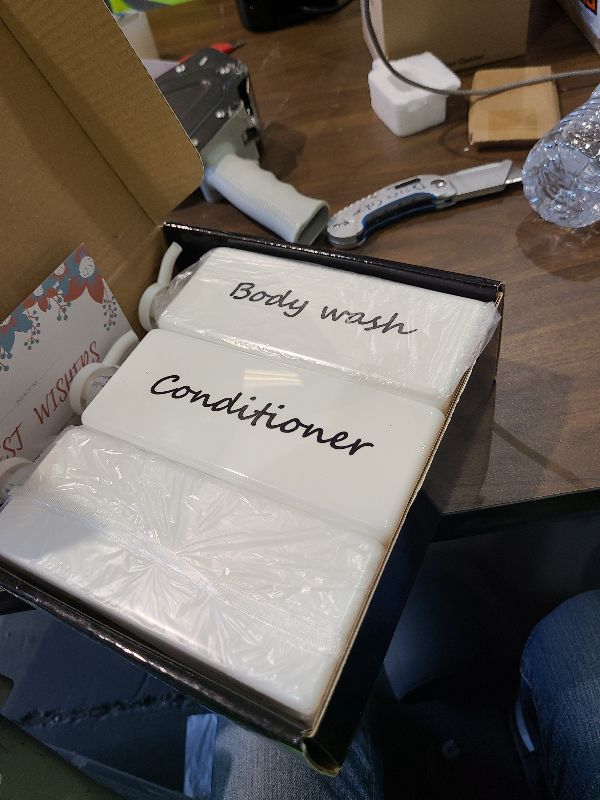 Body wash
Conditioner
ST WISHES